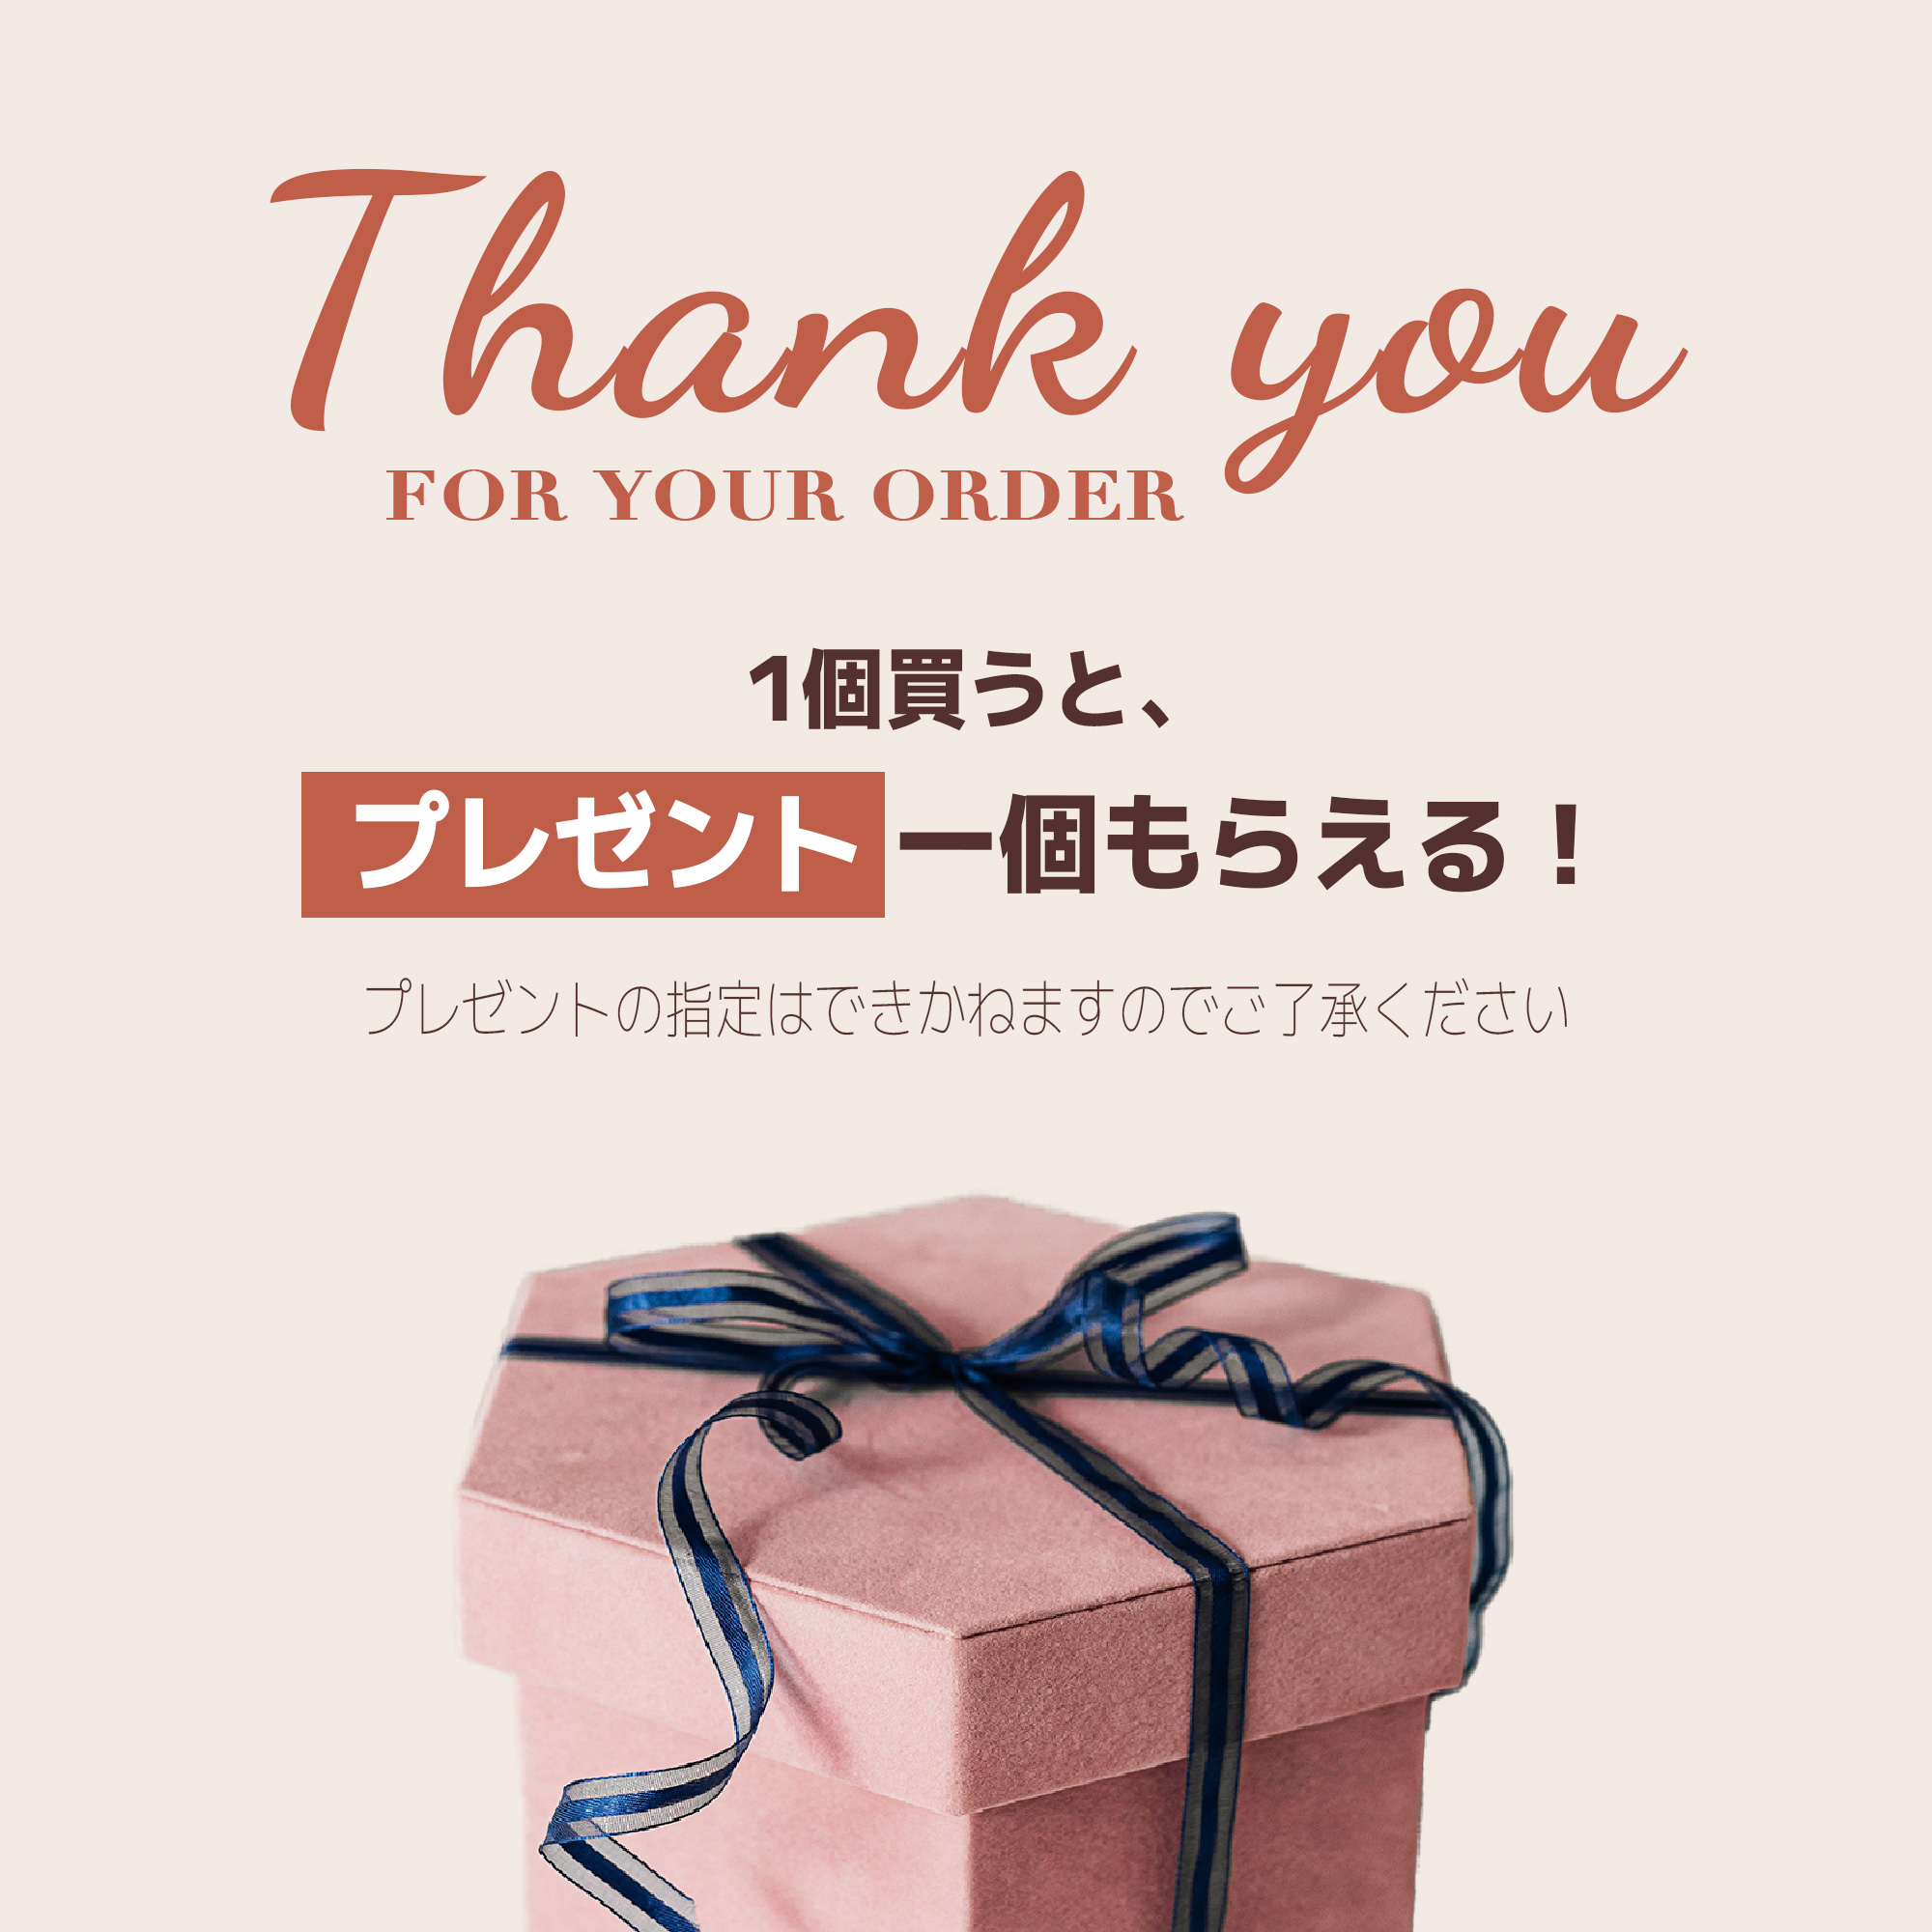 Thank you
FOR YOUR ORDER
1個買うと、
プレゼント一個もらえる！
プレゼントの指定はできかねますのでご了承ください